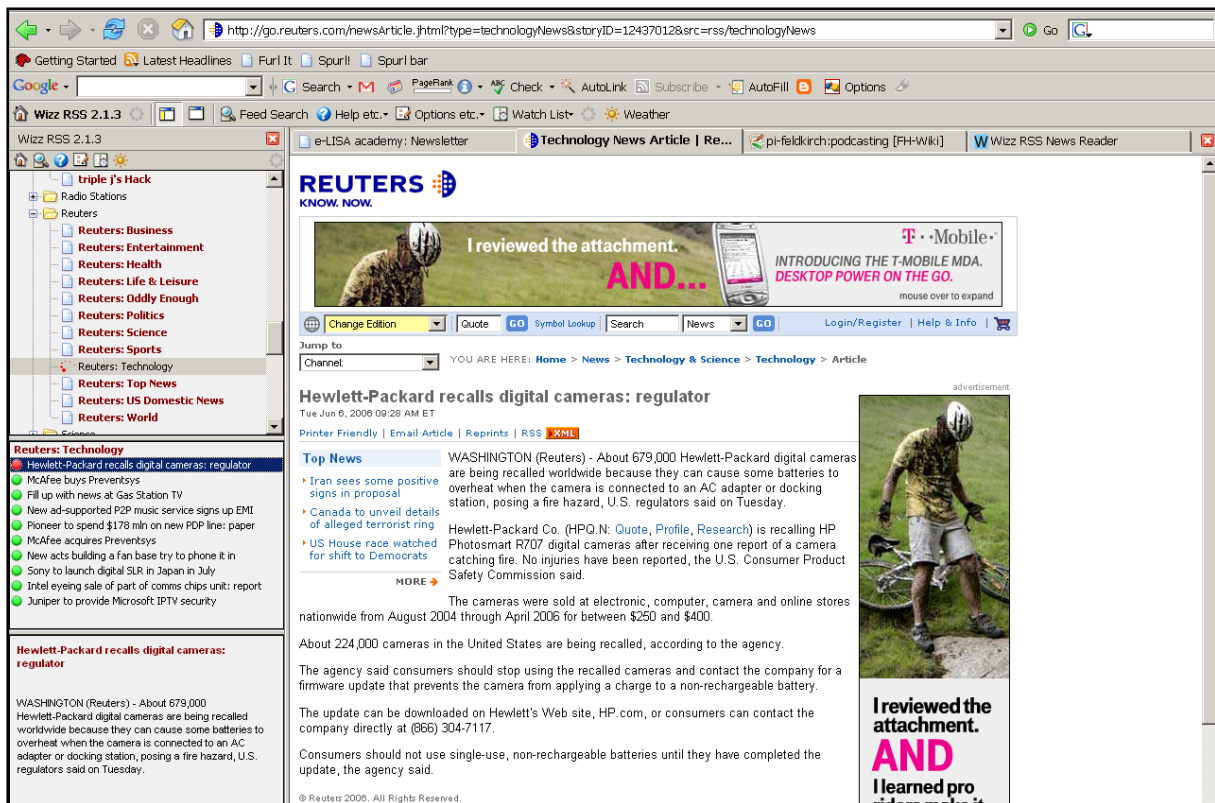 http://go.reuters.com/newsArticle.jhtml?type=technologyNews&storyID=12437012&src=rss/technologyNews
Go
G
Getting Started Latest Headlines Furl It Spurl! Spurl bar
Google Search PageRank Check AutoLink Subscribe AutoFill Options
Wizz RSS 2.1.3 Feed Search Help etc. Options etc. Watch List Weather
Wizz RSS 2.1.3
e-LISA academy: Newsletter
Technology News Article | Re...
pi-feldkirch:podcasting [FH-Wiki]
Wizz RSS News Reader
triple j's Hack
Radio Stations
Reuters
Reuters: Business
Reuters: Entertainment
Reuters: Health
Reuters: Life & Leisure
Reuters: Oddly Enough
Reuters: Politics
Reuters: Science
Reuters: Sports
Reuters: Technology
Reuters: Top News
Reuters: US Domestic News
Reuters: World
Science
Reuters: Technology
Hewlett-Packard recalls digital cameras: regulator
McAfee buys Preventsys
Fill up with news at Gas Station TV
New ad-supported P2P music service signs up EMI
Pioneer to spend $178 mln on new PDP line: paper
McAfee acquires Preventsys
New acts building a fan base try to phone it in
Sony to launch digital SLR in Japan in July
Intel eyeing sale of part of comms chips unit: report
Juniper to provide Microsoft IPTV security
Hewlett-Packard recalls digital cameras:
regulator
WASHINGTON (Reuters) - About 679,000
Hewlett-Packard digital cameras are being recalled
worldwide because they can cause some batteries to
overheat when the camera is connected to an AC
adapter or docking station, posing a fire hazard, U.S.
regulators said on Tuesday.
REUTERS
KNOW. NOW.
I reviewed the attachment.
AND...
T··Mobile·
INTRODUCING THE T-MOBILE MDA.
DESKTOP POWER ON THE GO.
mouse over to expand
Change Edition Quote GO Symbol Lookup Search News GO Login/Register | Help & Info |
Jump to
Channel:
YOU ARE HERE: Home > News > Technology & Science > Technology > Article
Hewlett-Packard recalls digital cameras: regulator
Tue Jun 6, 2006 09:28 AM ET
Printer Friendly | Email Article | Reprints | RSS XML
Top News
Iran sees some positive
signs in proposal
Canada to unveil details
of alleged terrorist ring
US House race watched
for shift to Democrats
MORE
WASHINGTON (Reuters) - About 679,000 Hewlett-Packard digital cameras
are being recalled worldwide because they can cause some batteries to
overheat when the camera is connected to an AC adapter or docking
station, posing a fire hazard, U.S. regulators said on Tuesday.
Hewlett-Packard Co. (HPQ.N: Quote, Profile, Research) is recalling HP
Photosmart R707 digital cameras after receiving one report of a camera
catching fire. No injuries have been reported, the U.S. Consumer Product
Safety Commission said.
The cameras were sold at electronic, computer, camera and online stores
nationwide from August 2004 through April 2006 for between $250 and $400.
About 224,000 cameras in the United States are being recalled, according to the agency.
The agency said consumers should stop using the recalled cameras and contact the company for a
firmware update that prevents the camera from applying a charge to a non-rechargeable battery.
The update can be downloaded on Hewlett's Web site, HP.com, or consumers can contact the
company directly at (866) 304-7117.
Consumers should not use single-use, non-rechargeable batteries until they have completed the
update, the agency said.
© Reuters 2006. All Rights Reserved.
advertisement
I reviewed the
attachment.
AND
I learned pro
riders make it